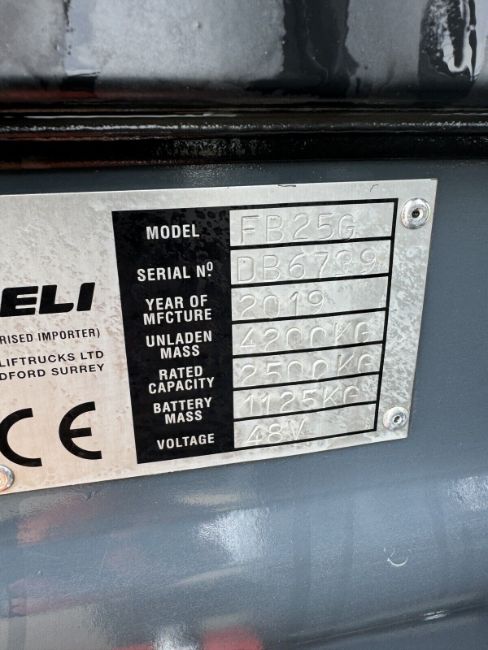 ELI
RISED IMPORTER)
LIFTRUCKS LTD
DFORD SURREY
CE
MODEL FB25G
SERIAL Nº DB6799
YEAR OF
MFCTURE 2019
UNLADEN
MASS 4200KG
RATED
CAPACITY 2500KG
BATTERY
MASS 1125KG
VOLTAGE 48V